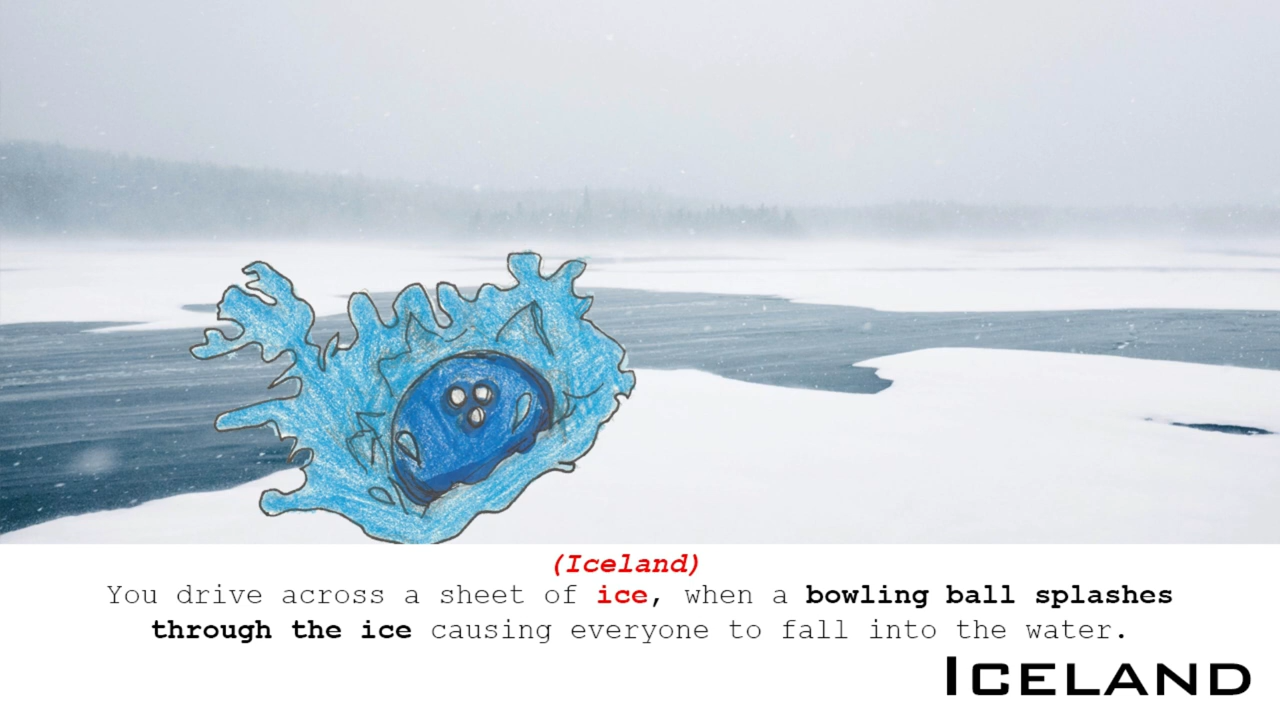 (Iceland)
You drive across a sheet of ice, when a bowling ball splashes
through the ice causing everyone to fall into the water.
ICELAND